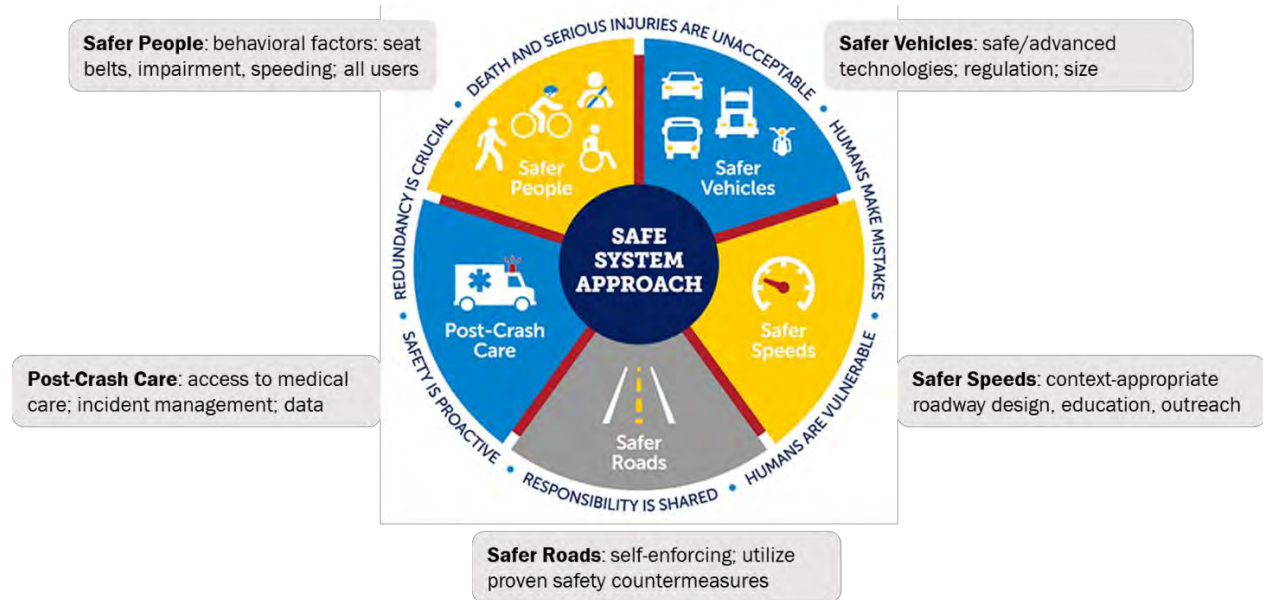 Safer People: behavioral factors: seat
belts, impairment, speeding; all users
Safer Vehicles: safe/advanced
technologies; regulation; size
DEATH AND SERIOUS INJURIES ARE UNACCEPTABLE
HUMANS MAKE MISTAKES
HUMANS ARE VULNERABLE
RESPONSIBILITY IS SHARED
SAFETY IS PROACTIVE
REDUNDANCY IS CRUCIAL
Safer
People
Safer
Vehicles
SAFE
SYSTEM
APPROACH
Post-Crash
Care
Safer
Speeds
Safer
Roads
Post-Crash Care: access to medical
care; incident management; data
Safer Speeds: context-appropriate
roadway design, education, outreach
Safer Roads: self-enforcing; utilize
proven safety countermeasures